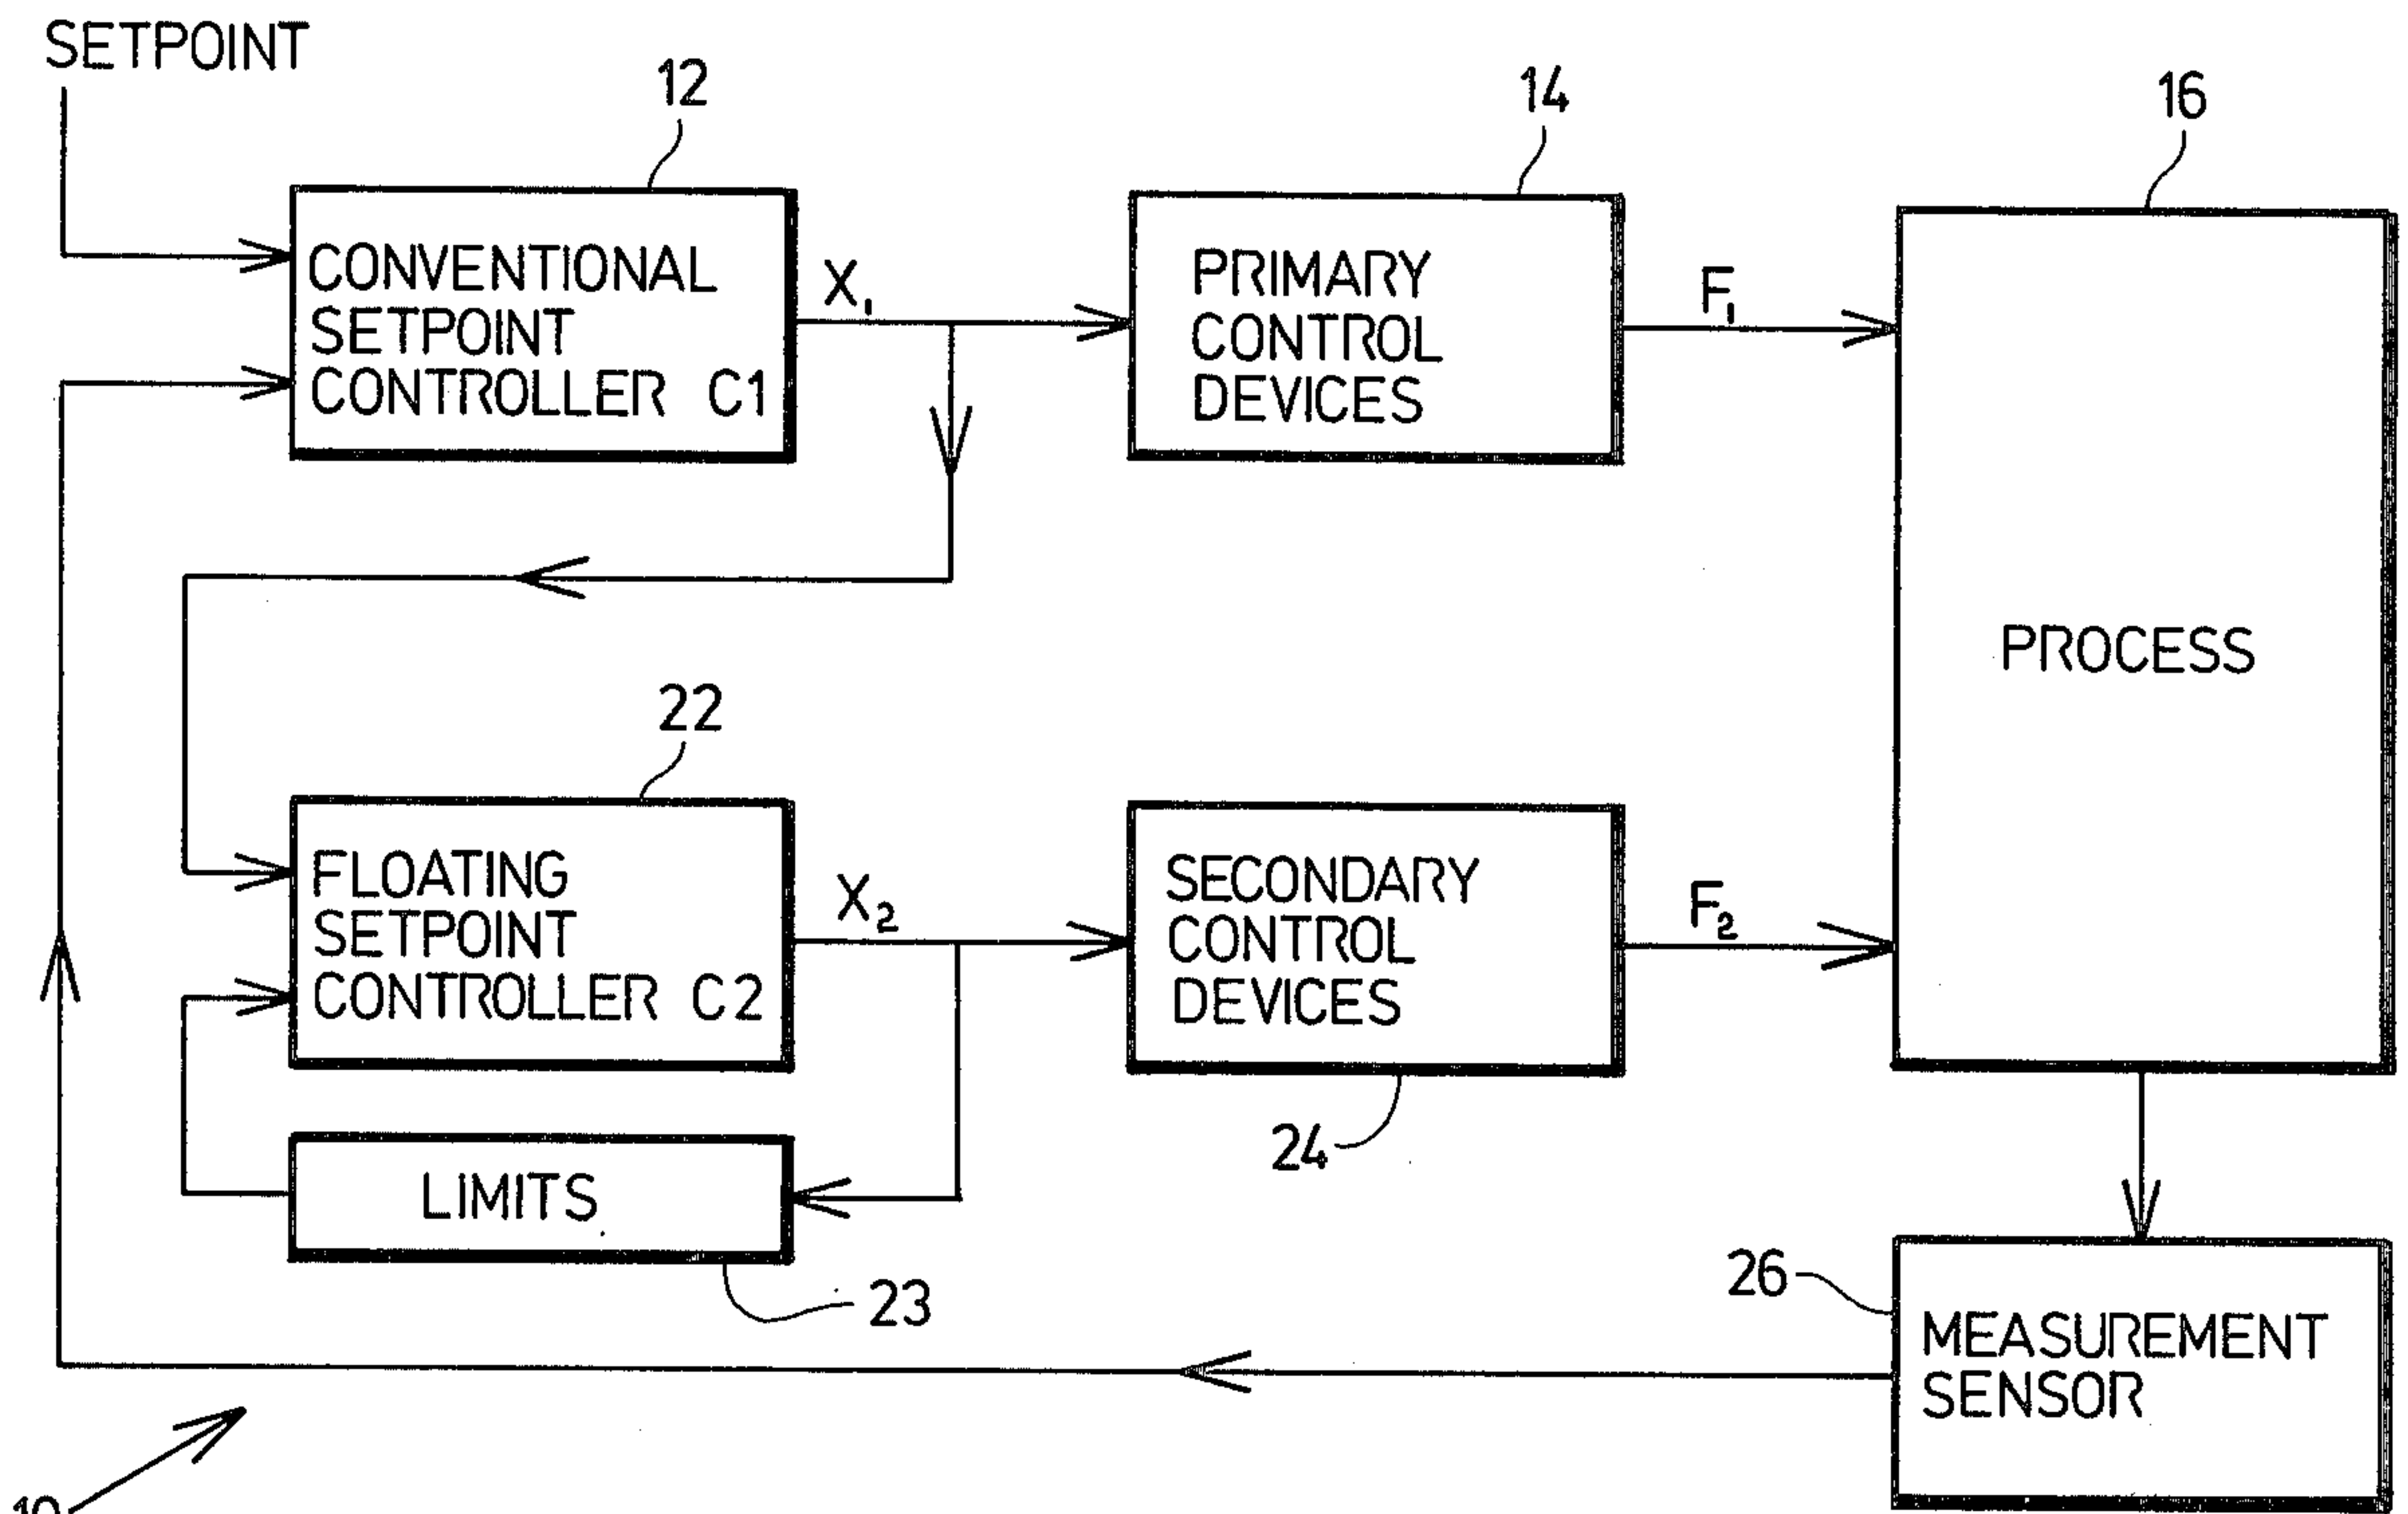 SETPOINT
12
14
16
CONVENTIONAL
SETPOINT
CONTROLLER C1
X₁
PRIMARY
CONTROL
DEVICES
F₁
PROCESS
22
FLOATING
SETPOINT
CONTROLLER C2
X₂
SECONDARY
CONTROL
DEVICES
F₂
24
LIMITS
23
26
MEASUREMENT
SENSOR
10